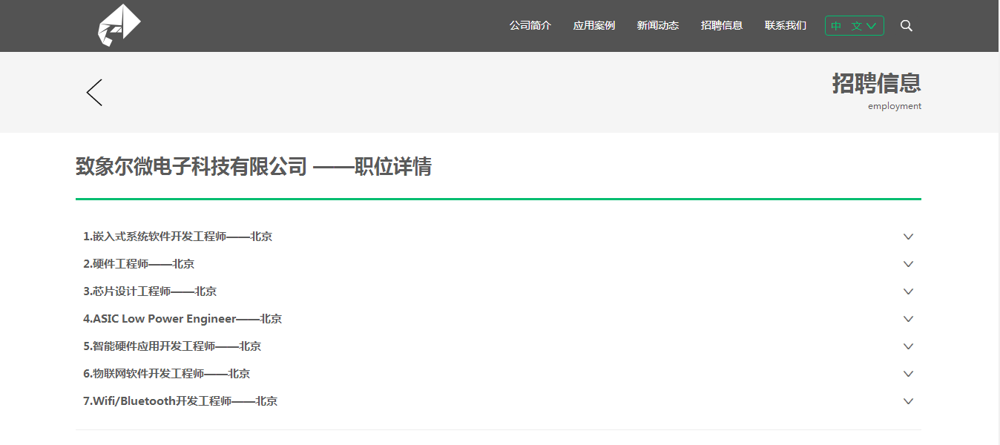 公司简介 应用案例 新闻动态 招聘信息 联系我们 中 文
招聘信息
employment
致象尔微电子科技有限公司 ——职位详情
1.嵌入式系统软件开发工程师——北京
2.硬件工程师——北京
3.芯片设计工程师——北京
4.ASIC Low Power Engineer——北京
5.智能硬件应用开发工程师——北京
6.物联网软件开发工程师——北京
7.Wifi/Bluetooth开发工程师——北京